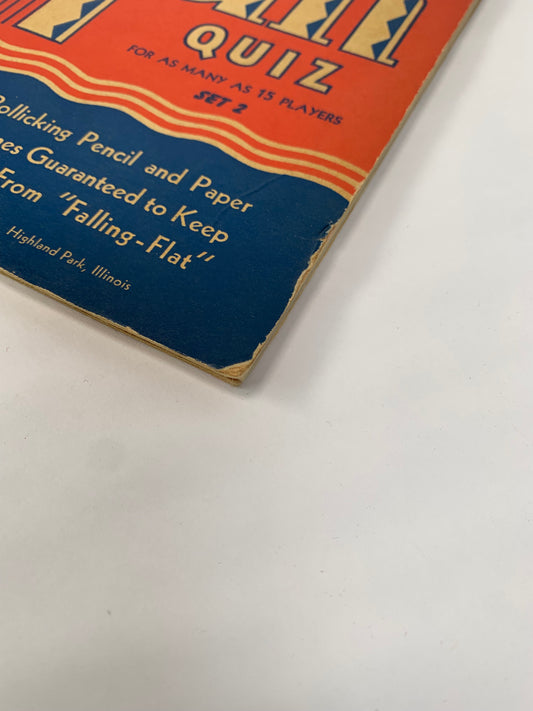 QUIZ
FOR AS MANY AS 15 PLAYERS
SET 2
Rollicking Pencil and Paper
Guaranteed to Keep
From "Falling-Flat"
Highland Park, Illinois